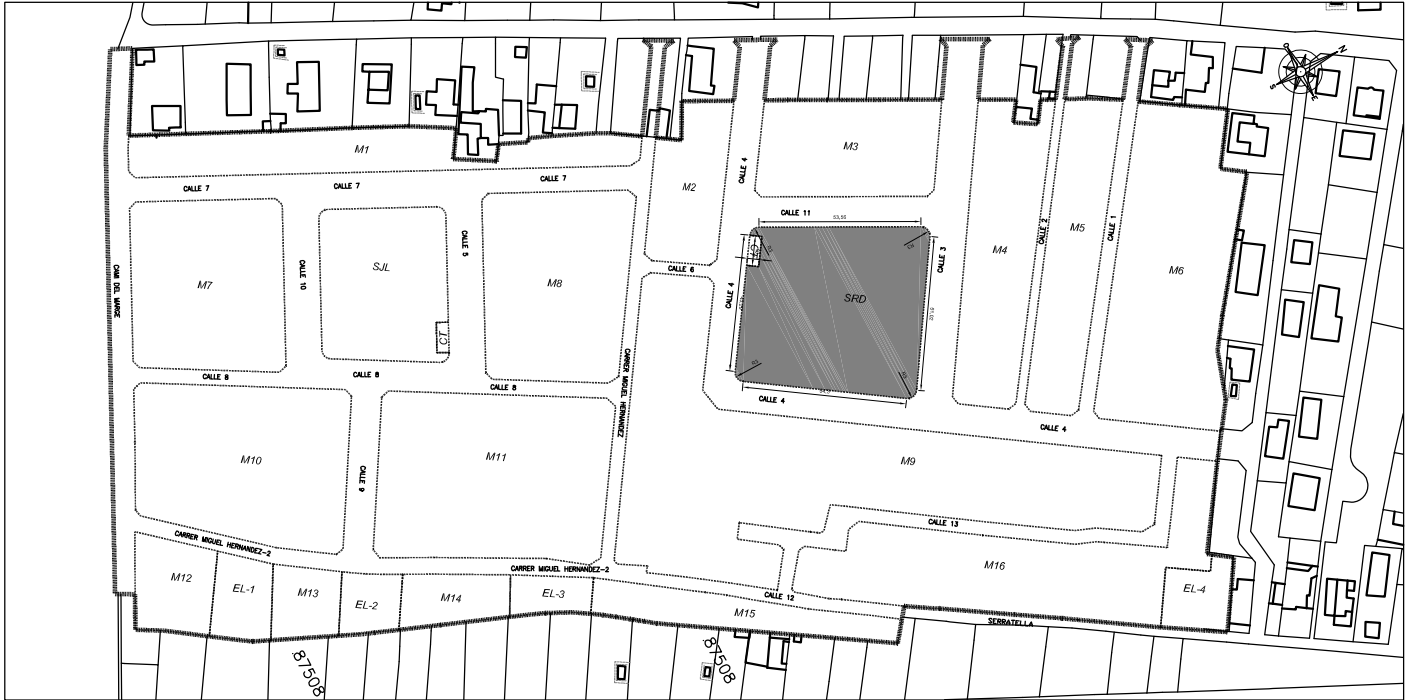 N
S
M1
M3
CALLE 4
M2
CALLE 7
CALLE 7
CALLE 7
CALLE 11
53,56
M5
CALLE 2
CALLE 1
M4
M6
CALLE 5
CALLE 3
CT
CALLE 6
SJL
CALLE 10
CAMI DEL MARGE
M7
M8
CALLE 4
SRD
CT
CARRER MIGUEL HERNANDEZ
CALLE 8
CALLE 8
CALLE 8
CALLE 4
CALLE 4
M10
M11
M9
CALLE 9
CALLE 13
CARRER MIGUEL HERNANDEZ-2
CARRER MIGUEL HERNANDEZ-2
M16
M12
EL-1
M13
EL-2
M14
EL-3
CALLE 12
EL-4
M15
SERRATELLA
87508
87508